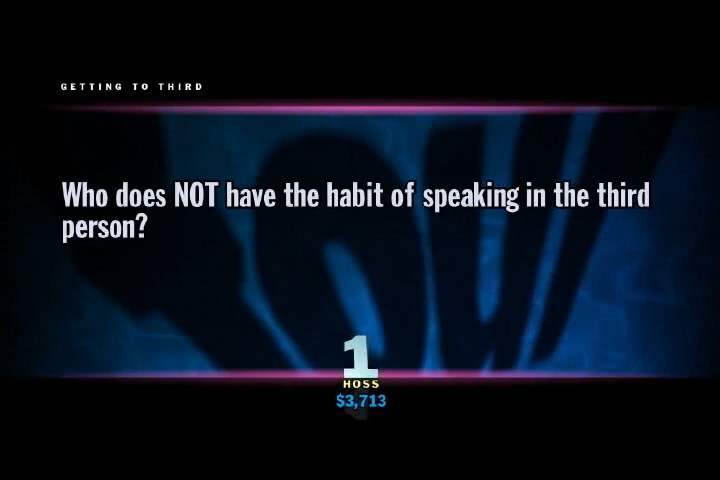 GETTING TO THIRD
Who does NOT have the habit of speaking in the third
person?
1
HOSS
$3,713